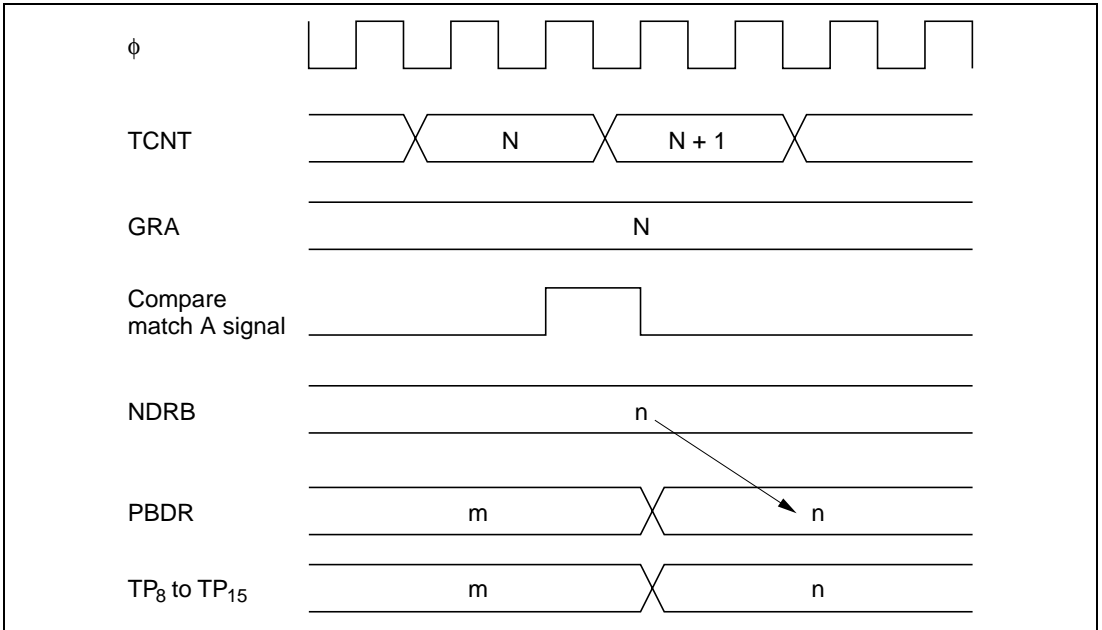 ϕ
TCNT N N + 1
GRA N
Compare
match A signal
NDRB n
PBDR m n
TP₈ to TP₁₅ m n